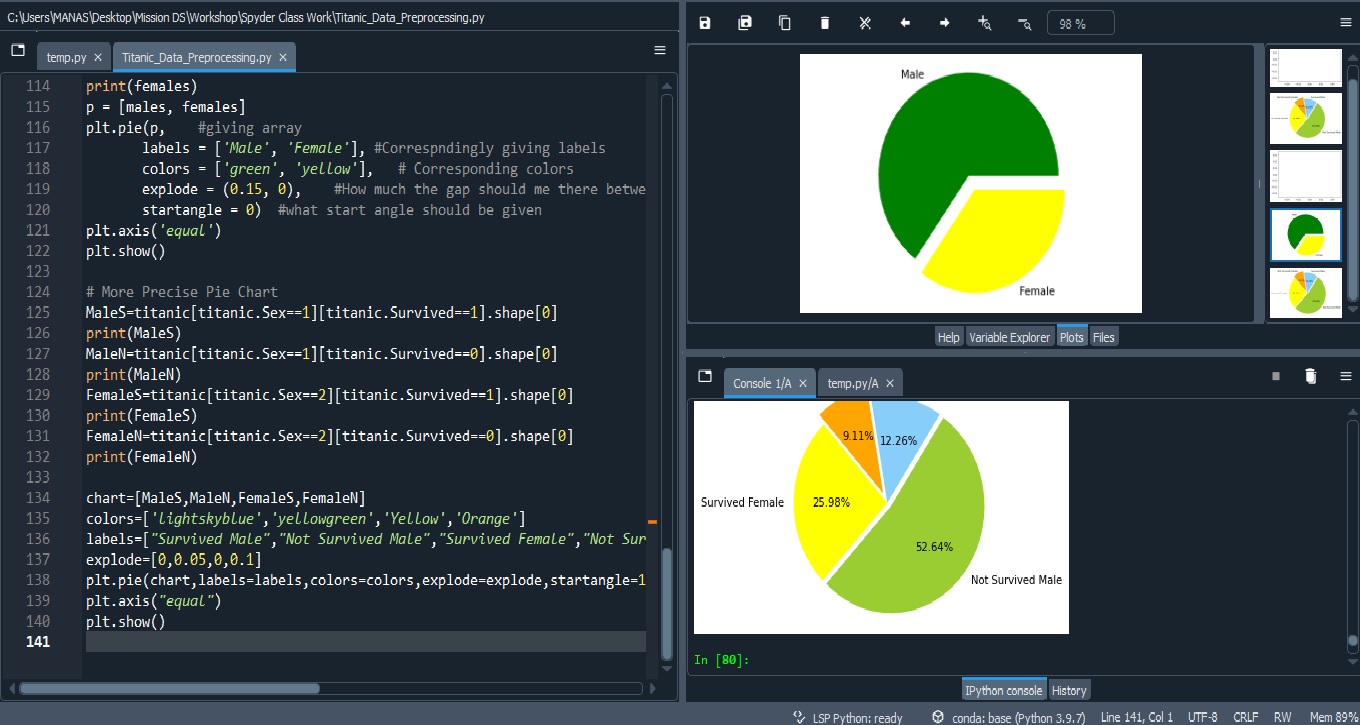 C:\Users\MANAS\Desktop\Mission DS\Workshop\Spyder Class Work\Titanic_Data_Preprocessing.py
temp.py
Titanic_Data_Preprocessing.py
114 print(females)
115 p = [males, females]
116 plt.pie(p, #giving array
117 labels = ['Male', 'Female'], #Correspndingly giving labels
118 colors = ['green', 'yellow'], # Corresponding colors
119 explode = (0.15, 0), #How much the gap should me there betwe
120 startangle = 0) #what start angle should be given
121 plt.axis('equal')
122 plt.show()
123
124 # More Precise Pie Chart
125 MaleS=titanic[titanic.Sex==1][titanic.Survived==1].shape[0]
126 print(MaleS)
127 MaleN=titanic[titanic.Sex==1][titanic.Survived==0].shape[0]
128 print(MaleN)
129 FemaleS=titanic[titanic.Sex==2][titanic.Survived==1].shape[0]
130 print(FemaleS)
131 FemaleN=titanic[titanic.Sex==2][titanic.Survived==0].shape[0]
132 print(FemaleN)
133
134 chart=[MaleS,MaleN,FemaleS,FemaleN]
135 colors=['lightskyblue','yellowgreen','Yellow','Orange']
136 labels=["Survived Male","Not Survived Male","Survived Female","Not Sur
137 explode=[0,0.05,0,0.1]
138 plt.pie(chart,labels=labels,colors=colors,explode=explode,startangle=1
139 plt.axis("equal")
140 plt.show()
141
98 %
Male
Female
Help Variable Explorer Plots Files
Console 1/A
temp.py/A
9.11% 12.26%
Survived Female 25.98%
52.64%
Not Survived Male
In [80]:
IPython console History
LSP Python: ready conda: base (Python 3.9.7) Line 141, Col 1 UTF-8 CRLF RW Mem 89%